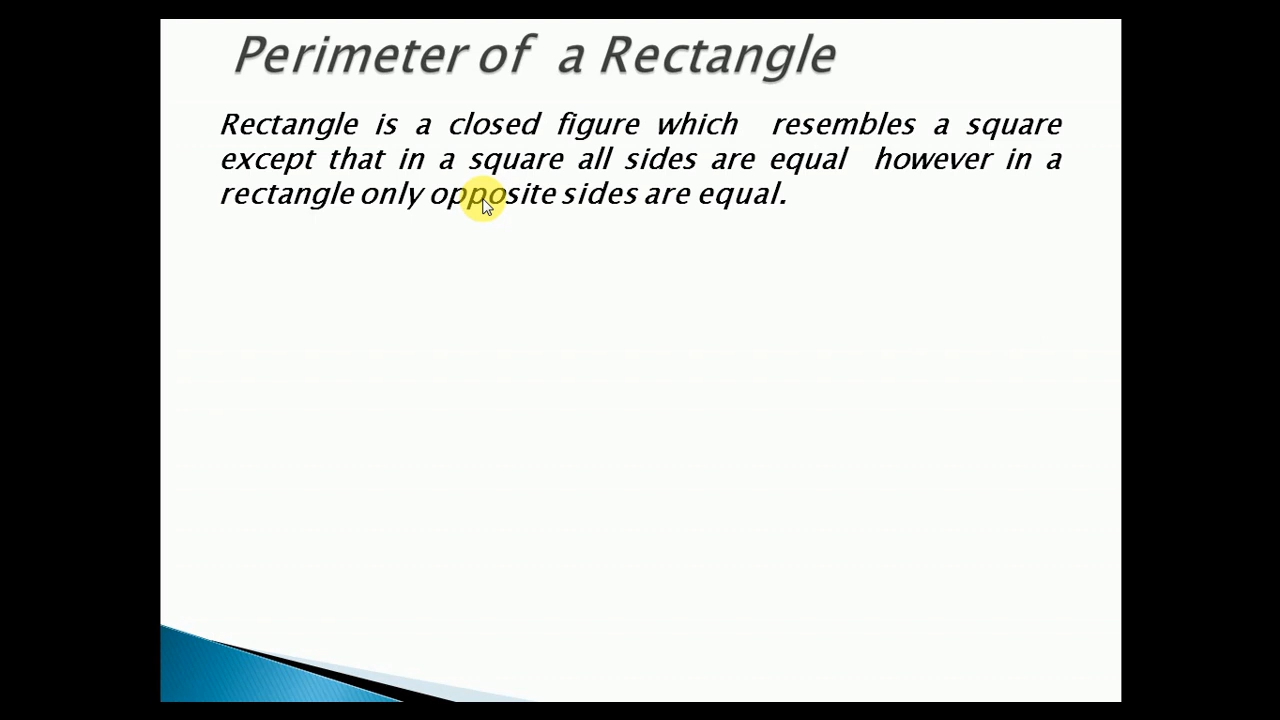 Perimeter of a Rectangle
Rectangle is a closed figure which resembles a square
except that in a square all sides are equal however in a
rectangle only opposite sides are equal.